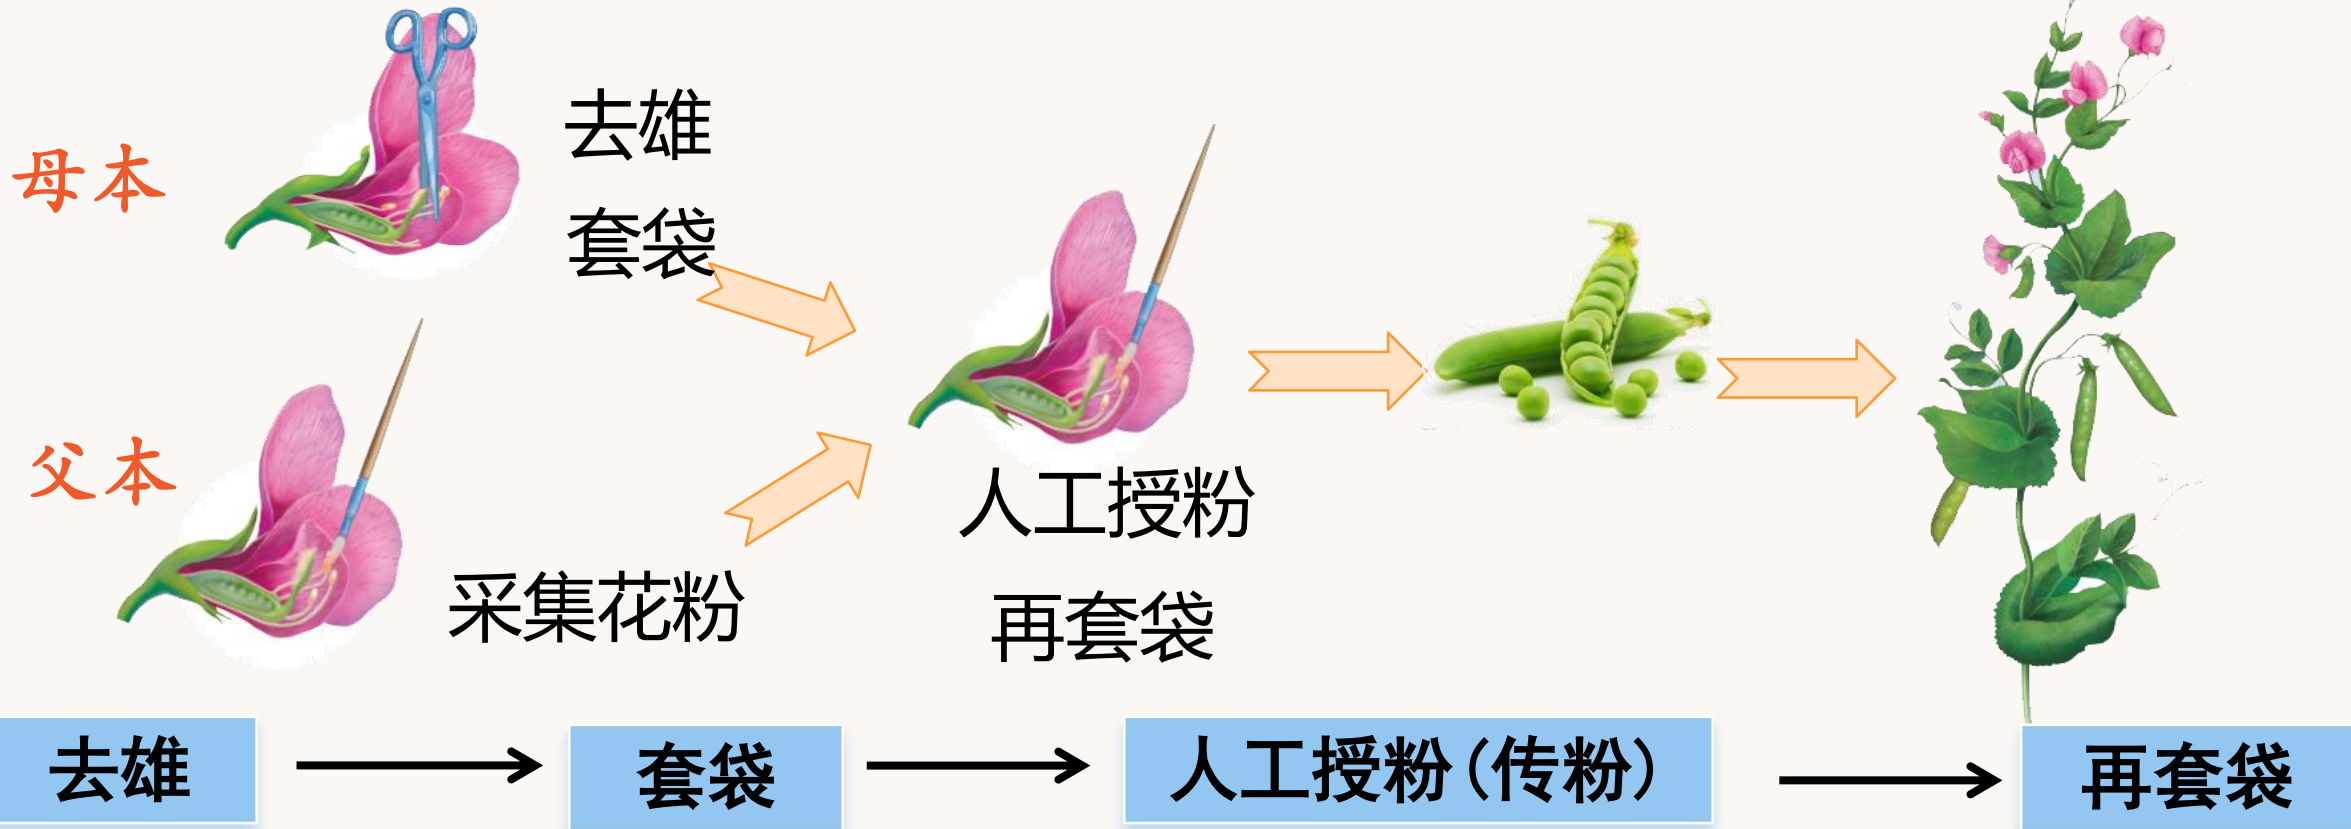 母本
去雄
套袋
父本
采集花粉
人工授粉
再套袋
去雄
套袋
人工授粉(传粉)
再套袋